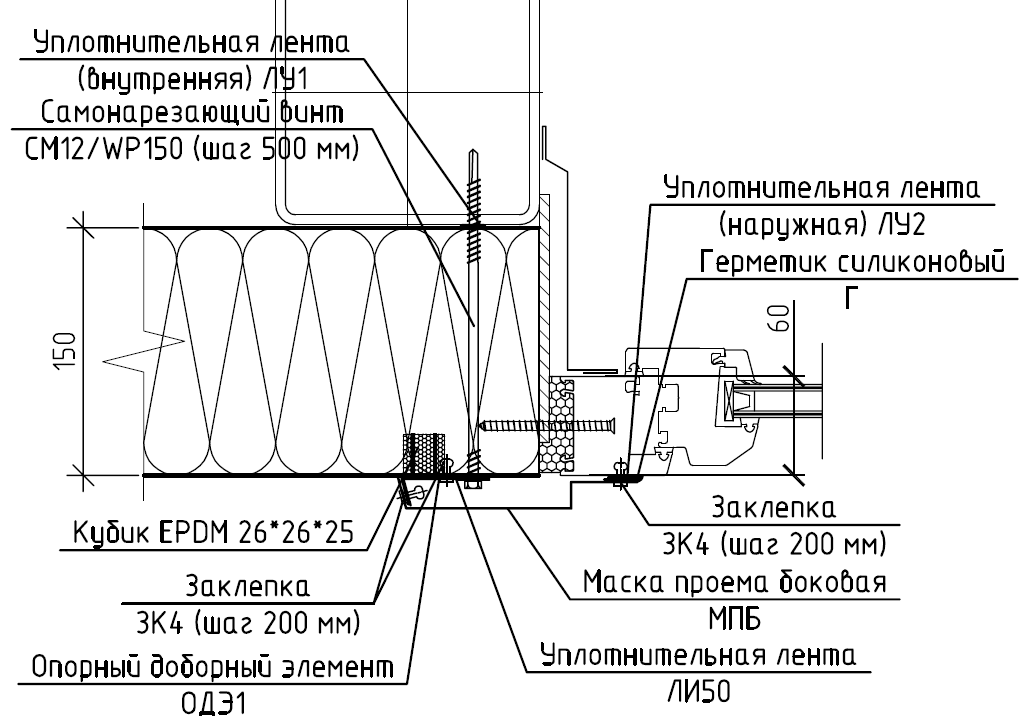 Уплотнительная лента
(внутренняя) ЛУ1
Самонарезающий винт
СМ12/WP150 (шаг 500 мм)
Уплотнительная лента
(наружная) ЛУ2
Герметик силиконовый
Г
60
150
Заклепка
ЗК4 (шаг 200 мм)
Кубик EPDM 26*26*25
Маска проема боковая
МПБ
Заклепка
ЗК4 (шаг 200 мм)
Уплотнительная лента
ЛИ50
Опорный доборный элемент
ОДЭ1